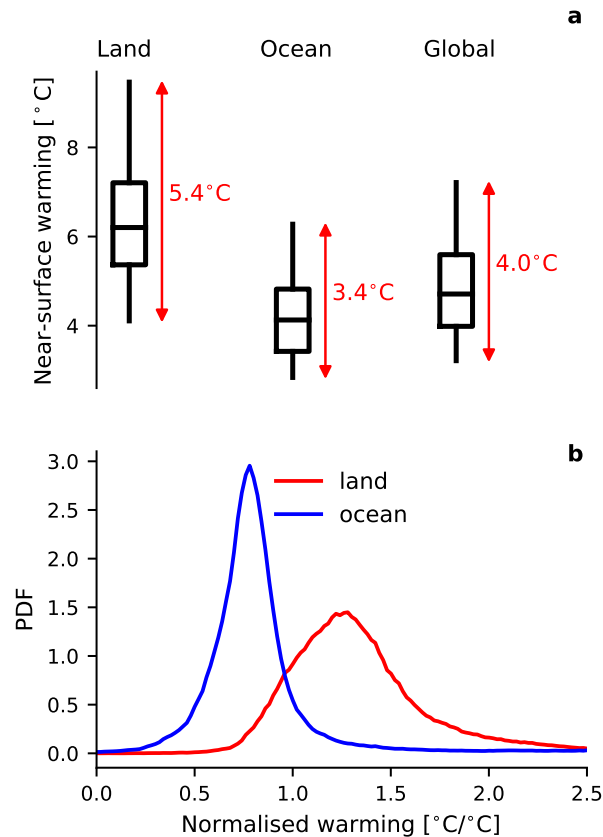 a
Land Ocean Global
Near-surface warming [°C]
8
6
4
5.4°C
3.4°C
4.0°C
b
PDF
3.0
2.5
2.0
1.5
1.0
0.5
0.0
land
ocean
0.0 0.5 1.0 1.5 2.0 2.5
Normalised warming [°C/°C]